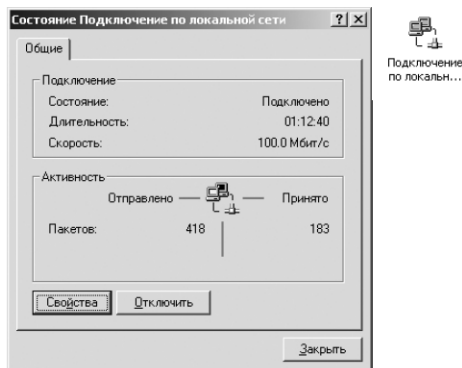 Состояние Подключение по локальной сети
Общие
Подключение
Состояние: Подключено
Длительность: 01:12:40
Скорость: 100.0 Мбит/с
Активность
Отправлено Принято
Пакетов: 418 183
Свойства Отключить
Закрыть
Подключение
по локальн...